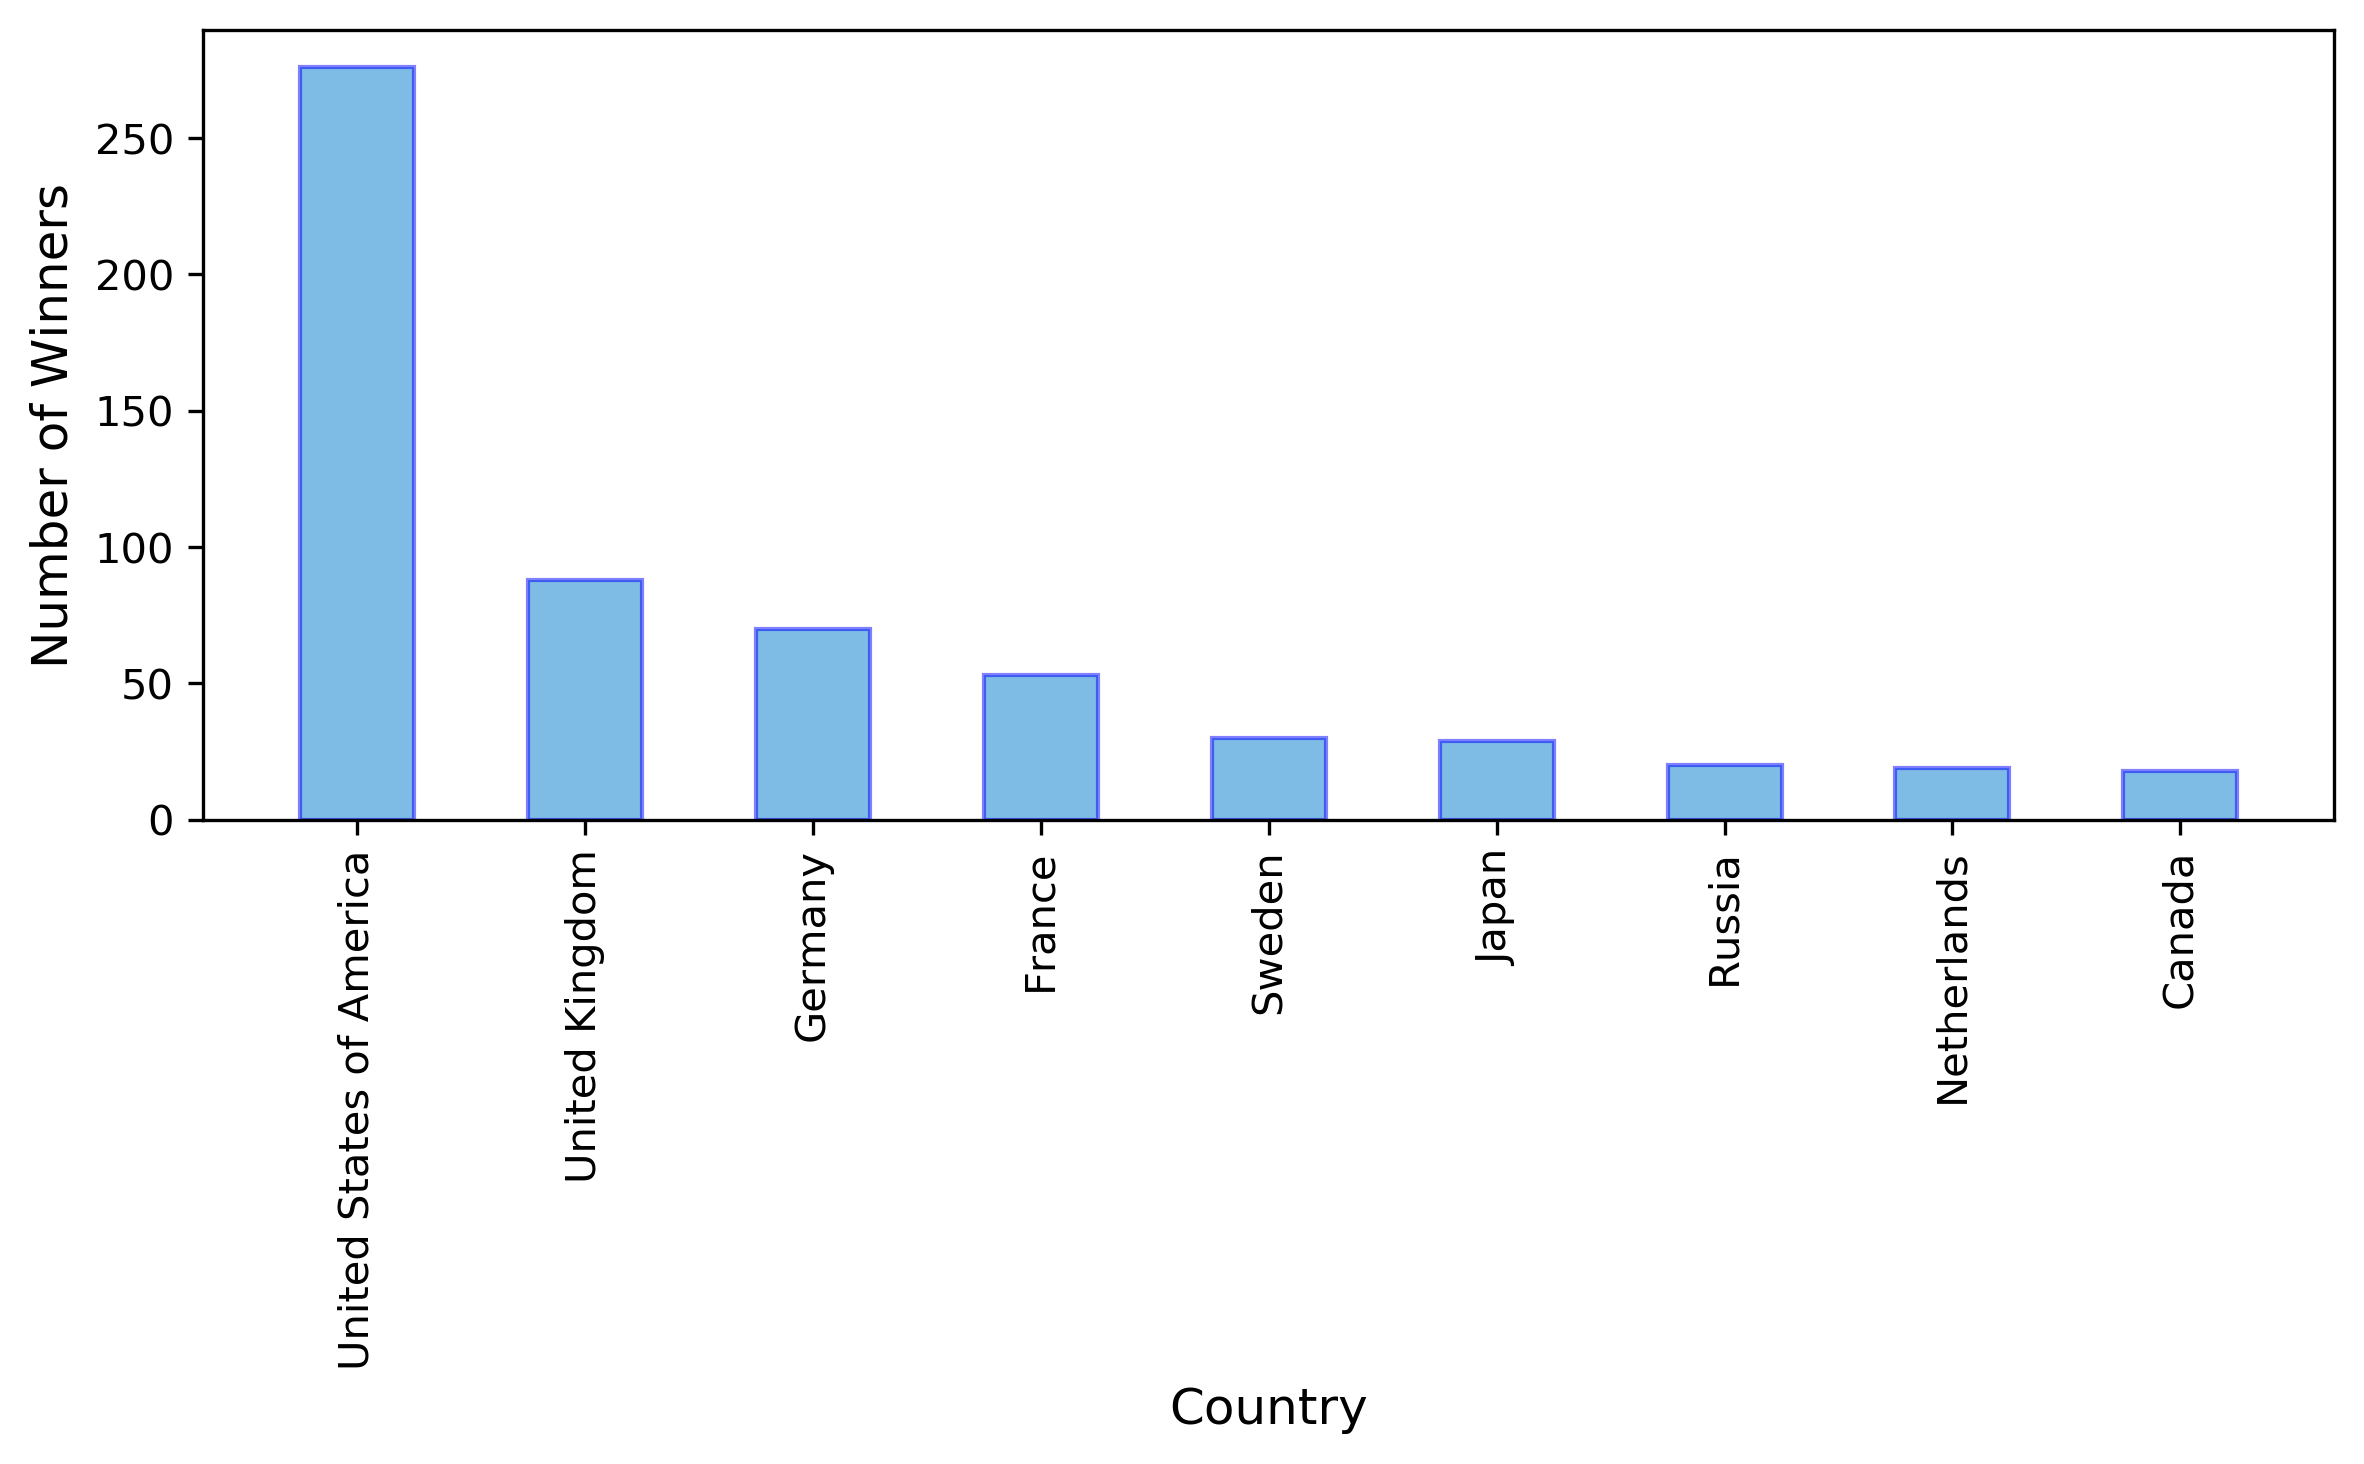 Number of Winners
250
200
150
100
50
0
United States of America
United Kingdom
Germany
France
Sweden
Japan
Russia
Netherlands
Canada
Country